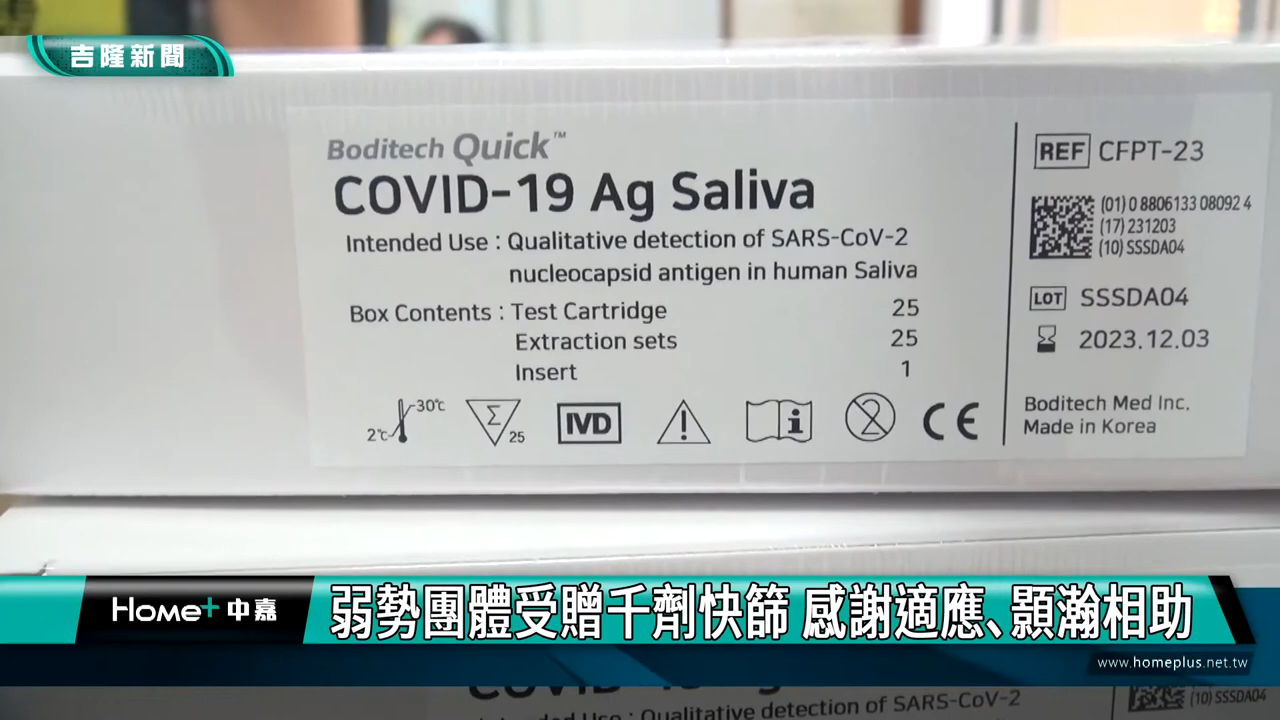 吉隆新聞
Boditech Quick™
COVID-19 Ag Saliva
Intended Use : Qualitative detection of SARS-CoV-2
nucleocapsid antigen in human Saliva
Box Contents : Test Cartridge 25
Extraction sets 25
Insert 1
2℃ 30℃
Σ 25
IVD
i
2
CE
REF CFPT-23
(01) 0 8806133 08092 4
(17) 231203
(10) SSSDA04
LOT SSSDA04
2023.12.03
Boditech Med Inc.
Made in Korea
Home+ 中嘉
弱勢團體受贈千劑快篩 感謝適應、顥瀚相助
www.homeplus.net.tw
Intended Use : Qualitative detection of SARS-CoV-2
(10) SSSDA04